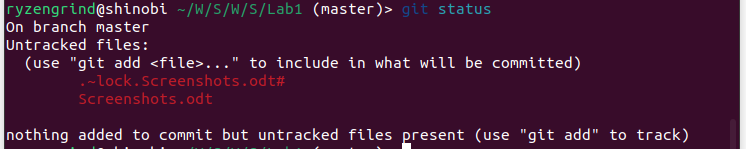 ryzengrind@shinobi ~/W/S/W/S/Lab1 (master)> git status
On branch master
Untracked files:
  (use "git add <file>..." to include in what will be committed)
        .~lock.Screenshots.odt#
        Screenshots.odt

nothing added to commit but untracked files present (use "git add" to track)